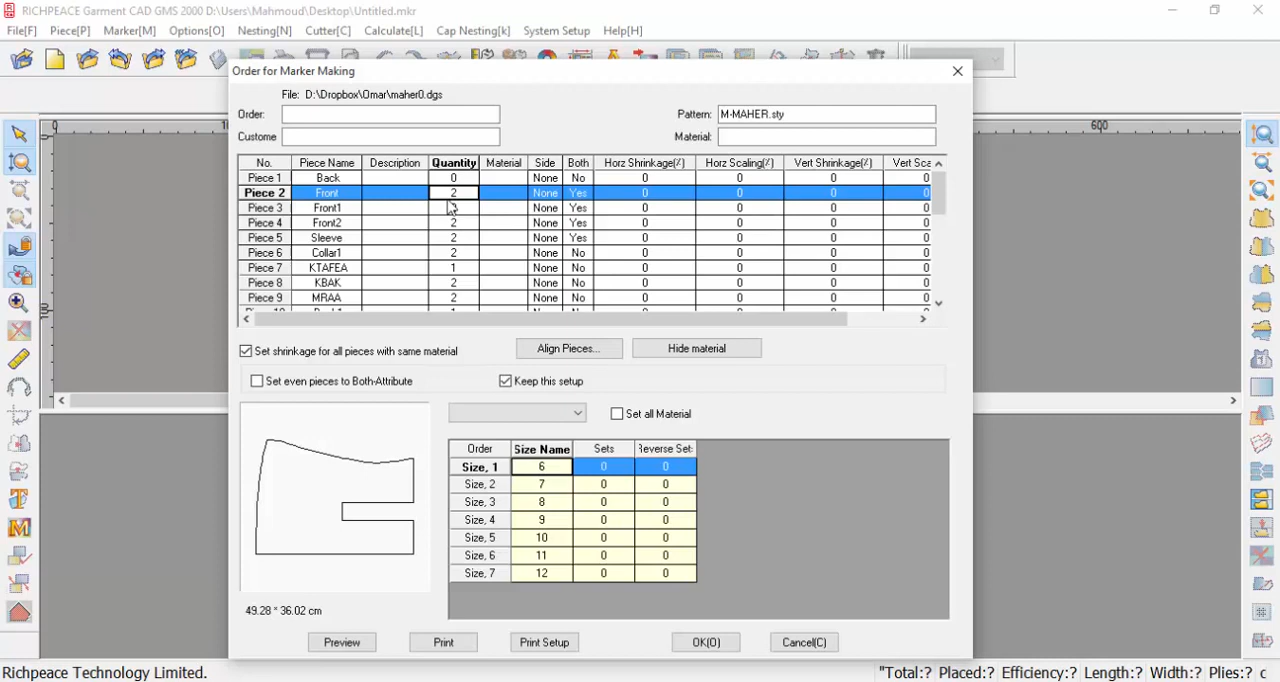 RICHPEACE Garment CAD GMS 2000 D:\Users\Mahmoud\Desktop\Untitled.mkr
File[F] Piece[P] Marker[M] Options[O] Nesting[N] Cutter[C] Calculate[L] Cap Nesting[k] System Setup Help[H]
Order for Marker Making
File: D:\Dropbox\Omar\maher0.dgs
Order: Pattern: M-MAHER.sty
Custome Material:
No. Piece Name Description Quantity Material Side Both Horz Shrinkage(%) Horz Scaling(%) Vert Shrinkage(%) Vert Sca
Piece 1 Back 0 None No 0 0 0 0
Piece 2 Front 2 None Yes 0 0 0 0
Piece 3 Front1 None Yes 0 0 0 0
Piece 4 Front2 2 None Yes 0 0 0 0
Piece 5 Sleeve 2 None Yes 0 0 0 0
Piece 6 Collar1 2 None No 0 0 0 0
Piece 7 KTAFEA 1 None No 0 0 0 0
Piece 8 KBAK 2 None No 0 0 0 0
Piece 9 MRAA 2 None No 0 0 0 0
Set shrinkage for all pieces with same material Align Pieces... Hide material
Set even pieces to Both-Attribute Keep this setup
Set all Material
Order Size Name Sets Reverse Set:
Size, 1 6 0 0
Size, 2 7 0 0
Size, 3 8 0 0
Size, 4 9 0 0
Size, 5 10 0 0
Size, 6 11 0 0
Size, 7 12 0 0
49.28 * 36.02 cm
Preview Print Print Setup OK(O) Cancel(C)
Richpeace Technology Limited. "Total:? Placed:? Efficiency:? Length:? Width:? Plies:? c
0 600
100